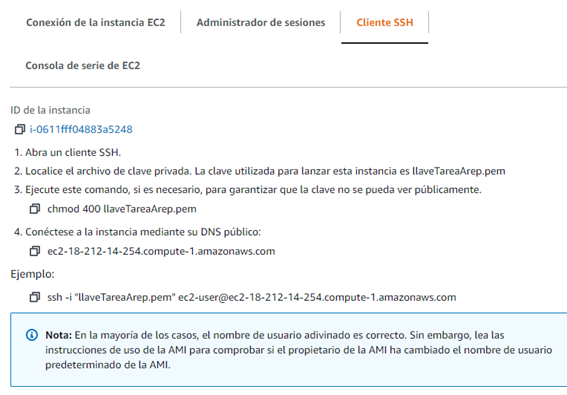 Conexión de la instancia EC2 Administrador de sesiones Cliente SSH
Consola de serie de EC2
ID de la instancia
i-0611fff04883a5248
1. Abra un cliente SSH.
2. Localice el archivo de clave privada. La clave utilizada para lanzar esta instancia es llaveTareaArep.pem
3. Ejecute este comando, si es necesario, para garantizar que la clave no se pueda ver públicamente.
chmod 400 llaveTareaArep.pem
4. Conéctese a la instancia mediante su DNS público:
ec2-18-212-14-254.compute-1.amazonaws.com
Ejemplo:
ssh -i "llaveTareaArep.pem" ec2-user@ec2-18-212-14-254.compute-1.amazonaws.com
Nota: En la mayoría de los casos, el nombre de usuario adivinado es correcto. Sin embargo, lea las
instrucciones de uso de la AMI para comprobar si el propietario de la AMI ha cambiado el nombre de usuario
predeterminado de la AMI.